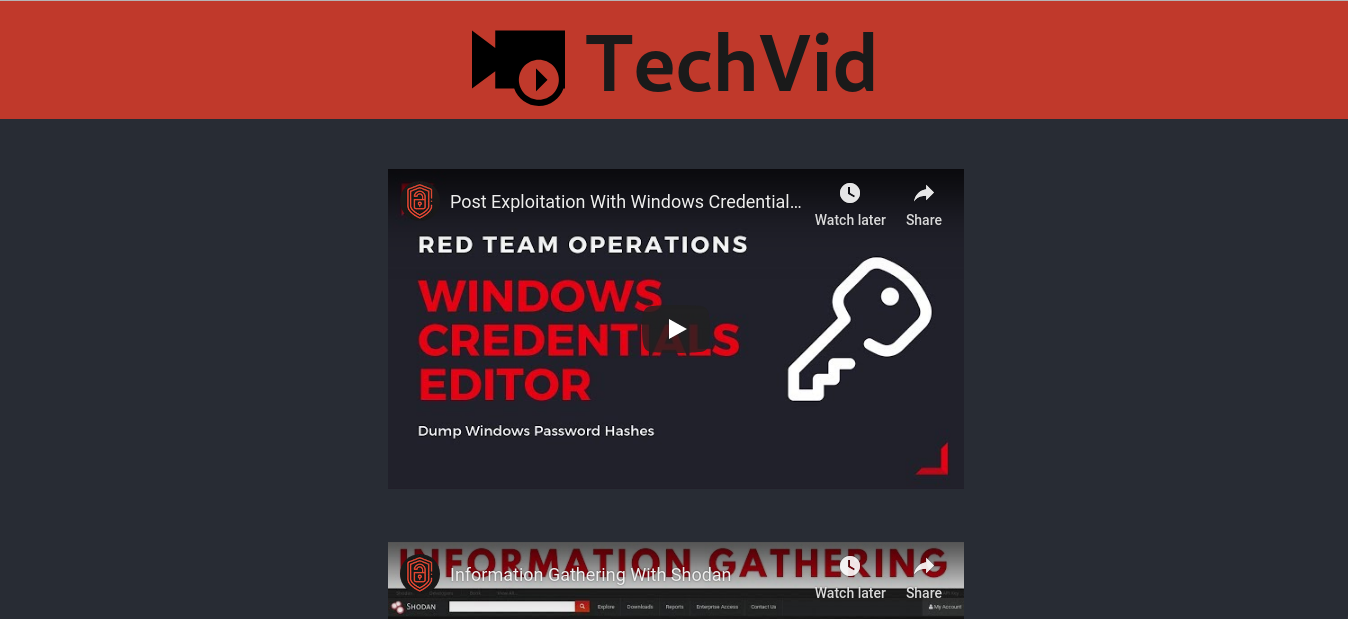 TechVid
Post Exploitation With Windows Credential...
Watch later
Share
RED TEAM OPERATIONS
WINDOWS
CREDENTIALS
EDITOR
Dump Windows Password Hashes
INFORMATION GATHERING
Information Gathering With Shodan
Watch later
Share
SHODAN
Explore
Downloads
Reports
Enterprise Access
Contact Us
My Account